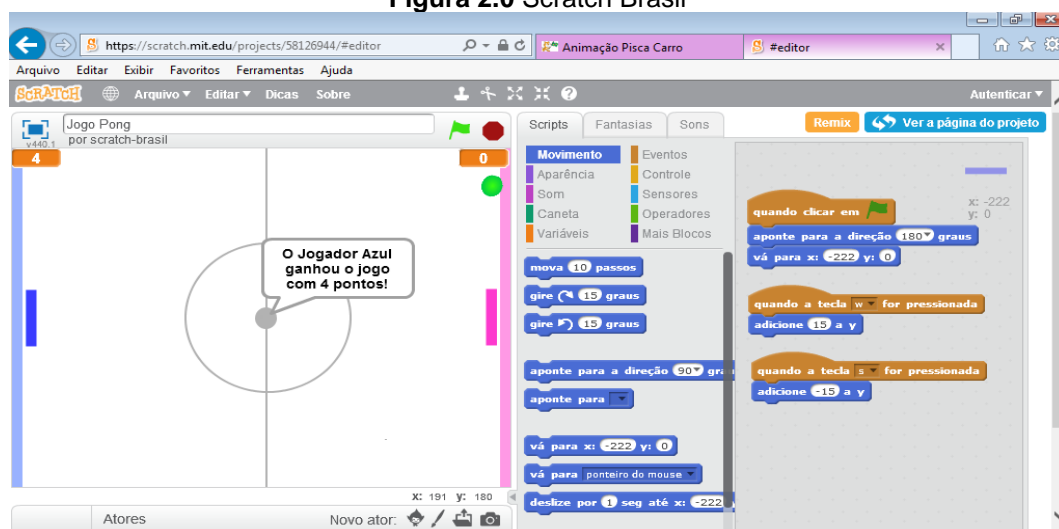 Figura 2.0 Scratch Brasil
https://scratch.mit.edu/projects/58126944/#editor
Animação Pisca Carro
#editor
Arquivo Editar Exibir Favoritos Ferramentas Ajuda
SCRATCH Arquivo Editar Dicas Sobre
Autenticar
Jogo Pong
por scratch-brasil
v440.1
4
0
O Jogador Azul
ganhou o jogo
com 4 pontos!
x: 191 y: 180
Atores
Novo ator:
Scripts Fantasias Sons
Remix
Ver a página do projeto
Movimento Eventos
Aparência Controle
Som Sensores
Caneta Operadores
Variáveis Mais Blocos
mova 10 passos
gire 15 graus
gire 15 graus
aponte para a direção 90
aponte para
vá para x: -222 y: 0
vá para ponteiro do mouse
deslize por 1 seg até x: -222
x: -222
y: 0
quando clicar em
aponte para a direção 180 graus
vá para x: -222 y: 0
quando a tecla w for pressionada
adicione 15 a y
quando a tecla s for pressionada
adicione -15 a y